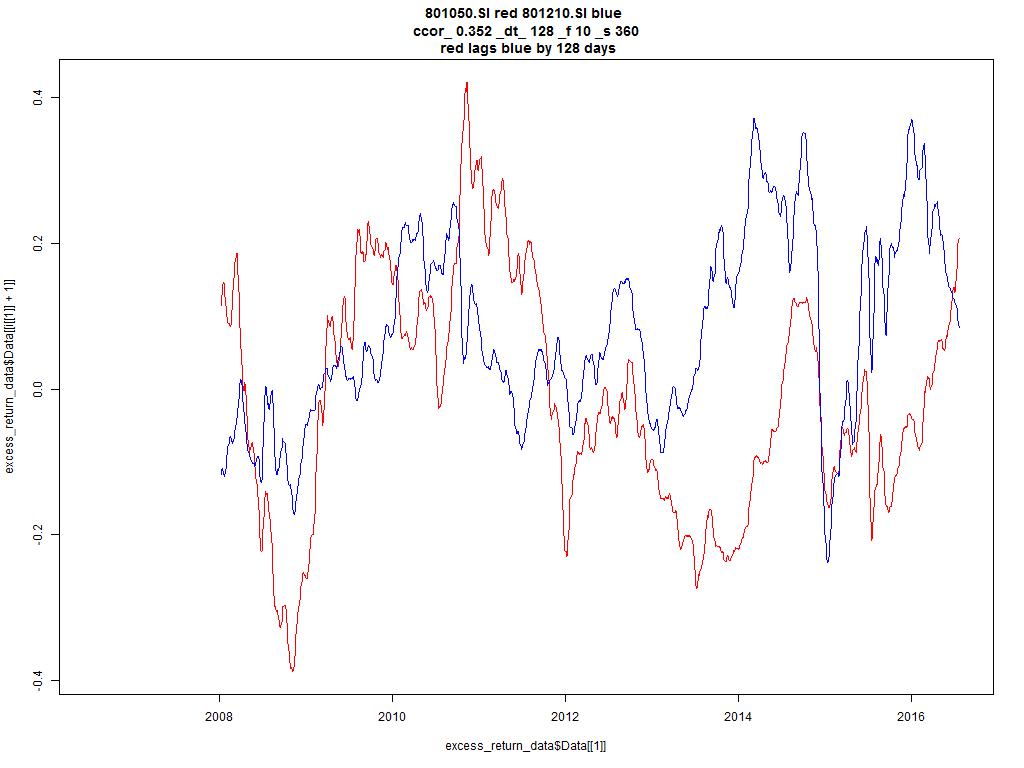 801050.SI red 801210.SI blue
ccor_ 0.352 _dt_ 128 _f 10 _s 360
red lags blue by 128 days
excess_return_data$Data[[i[1] + 1]]
0.4
0.2
0.0
-0.2
-0.4
2008 2010 2012 2014 2016
excess_return_data$Data[[1]]